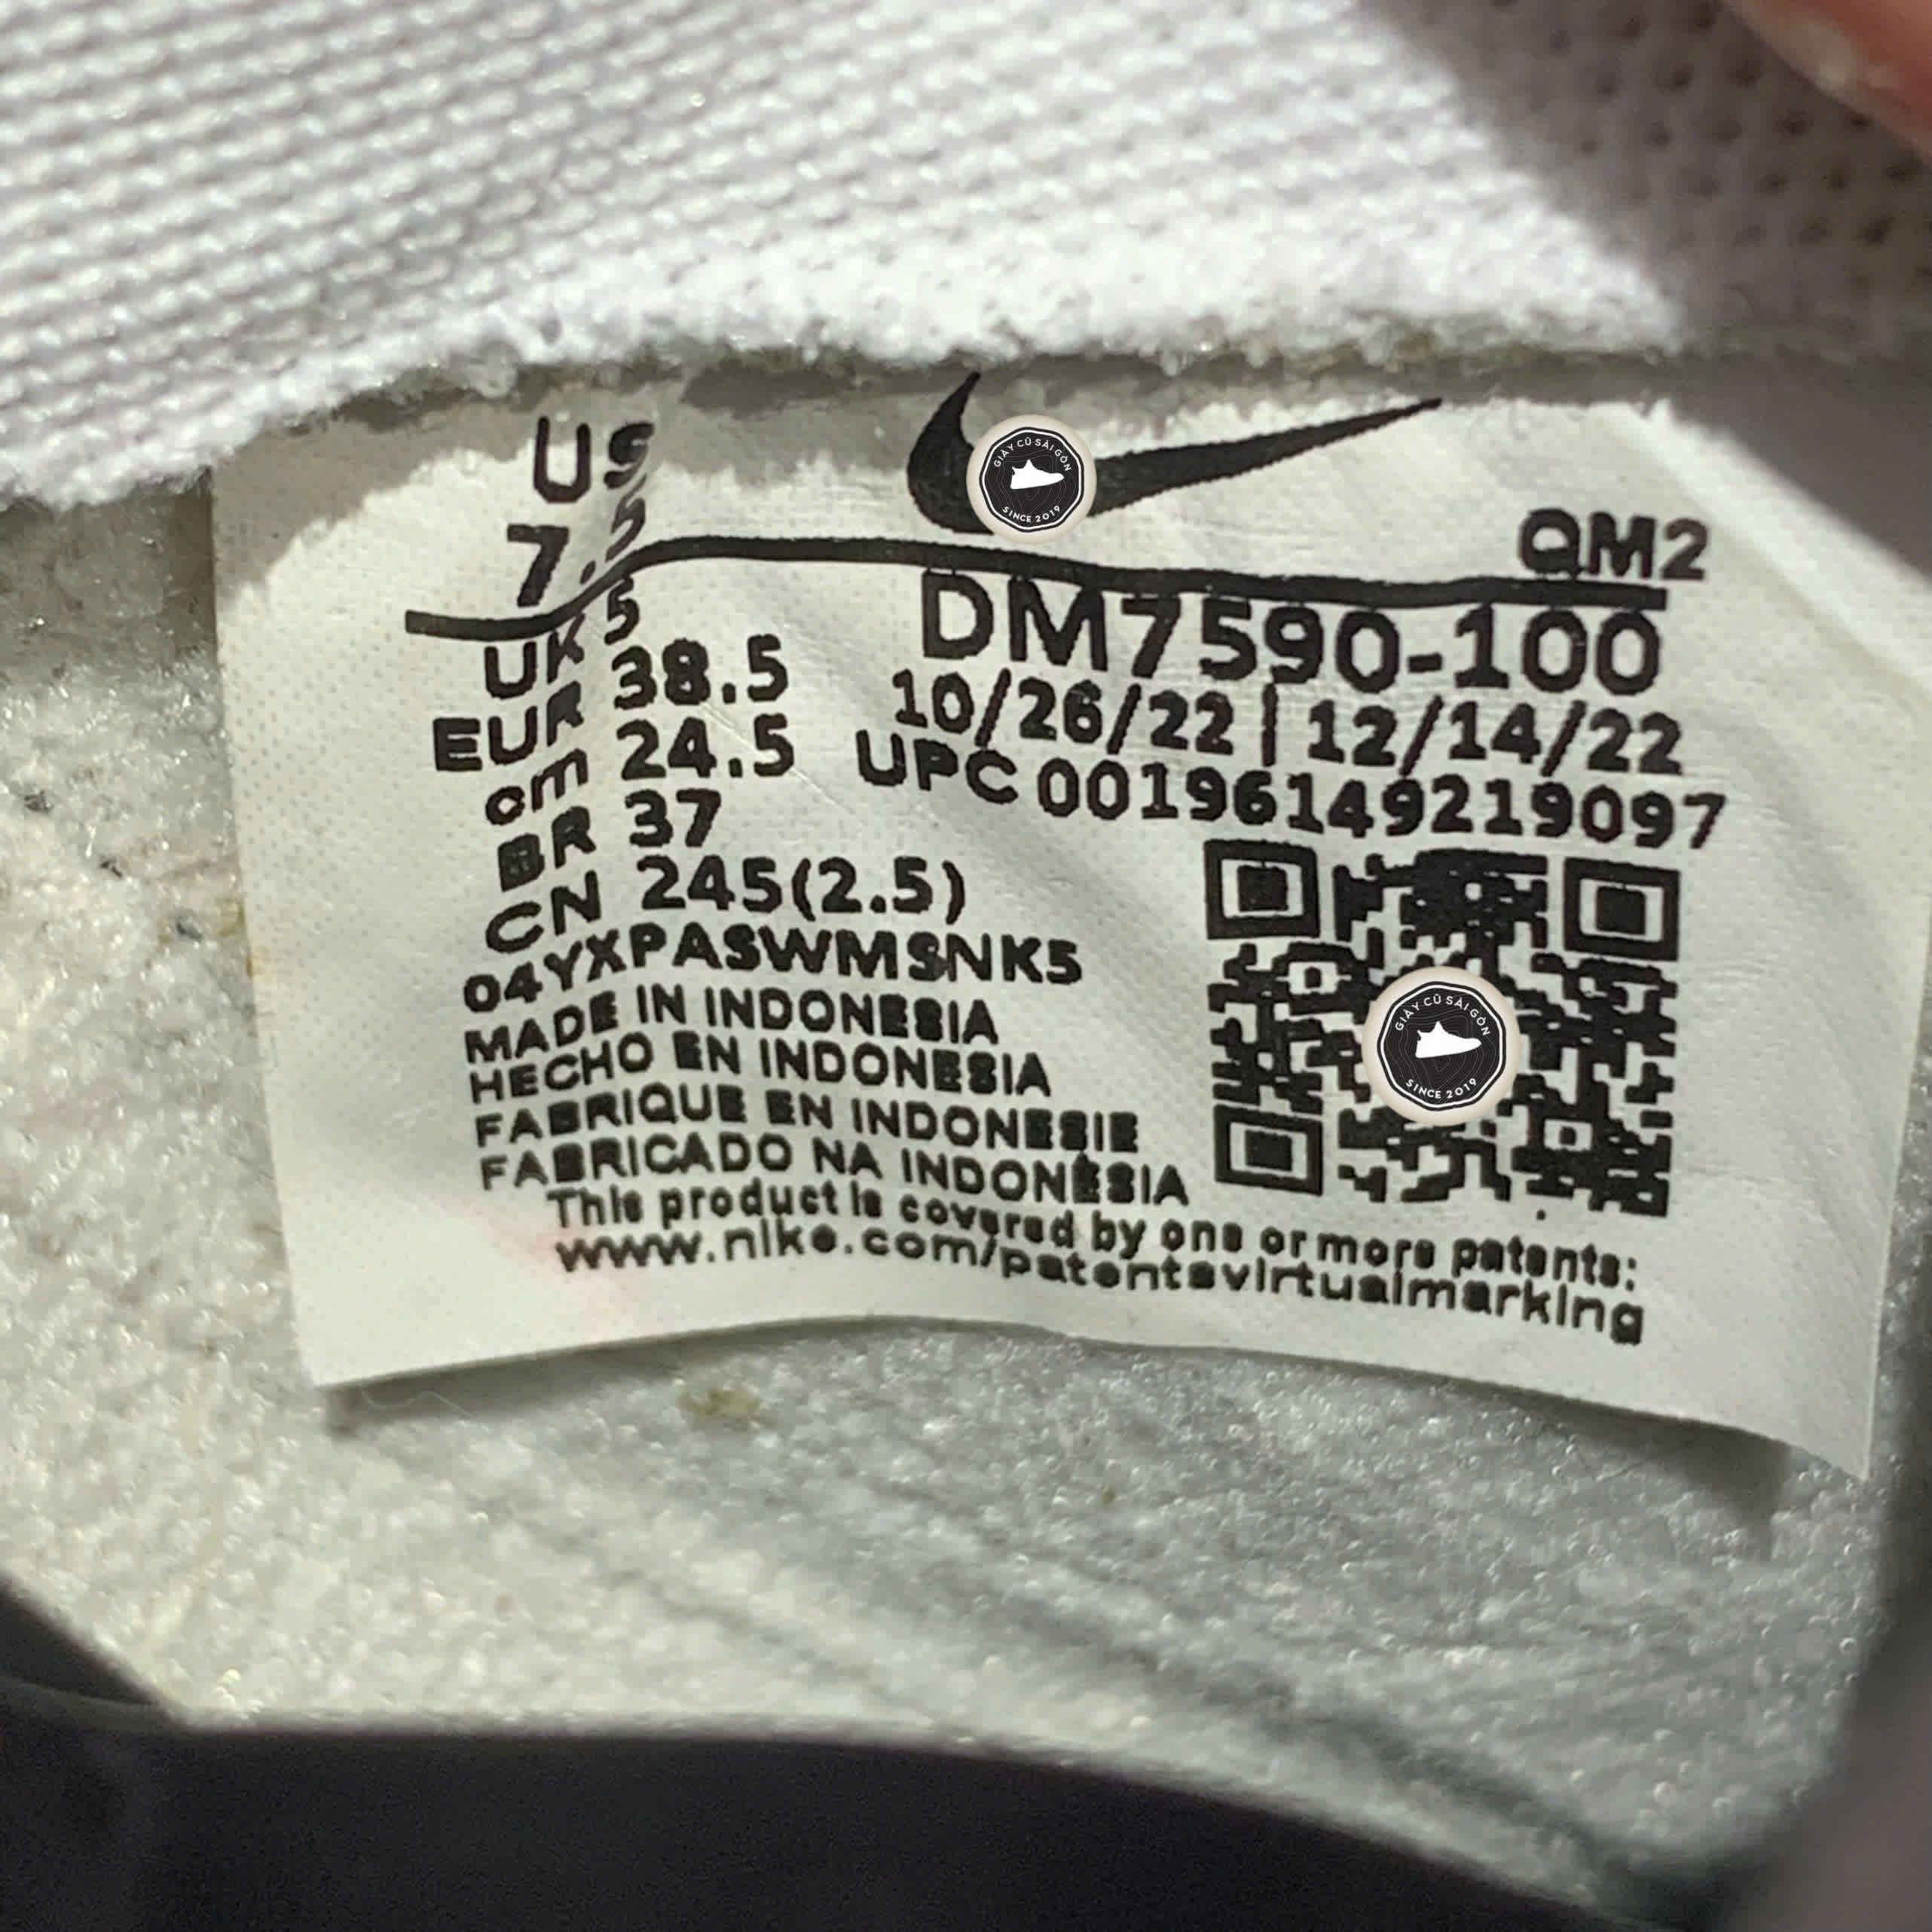 US
7.5
QM2
UK 5
DM7590-100
EUR 38.5
10/26/22 | 12/14/22
cm 24.5
UPC 00196149219097
BR 37
CN 245(2.5)
04YXPASWMSNK5
MADE IN INDONESIA
HECHO EN INDONESIA
FABRIQUE EN INDONESIE
FABRICADO NA INDONÉSIA
This product is covered by one or more patents:
www.nike.com/patentsvirtualmarking
GIÀY CŨ SÀI GÒN
SINCE 2019
GIÀY CŨ SÀI GÒN
SINCE 2019